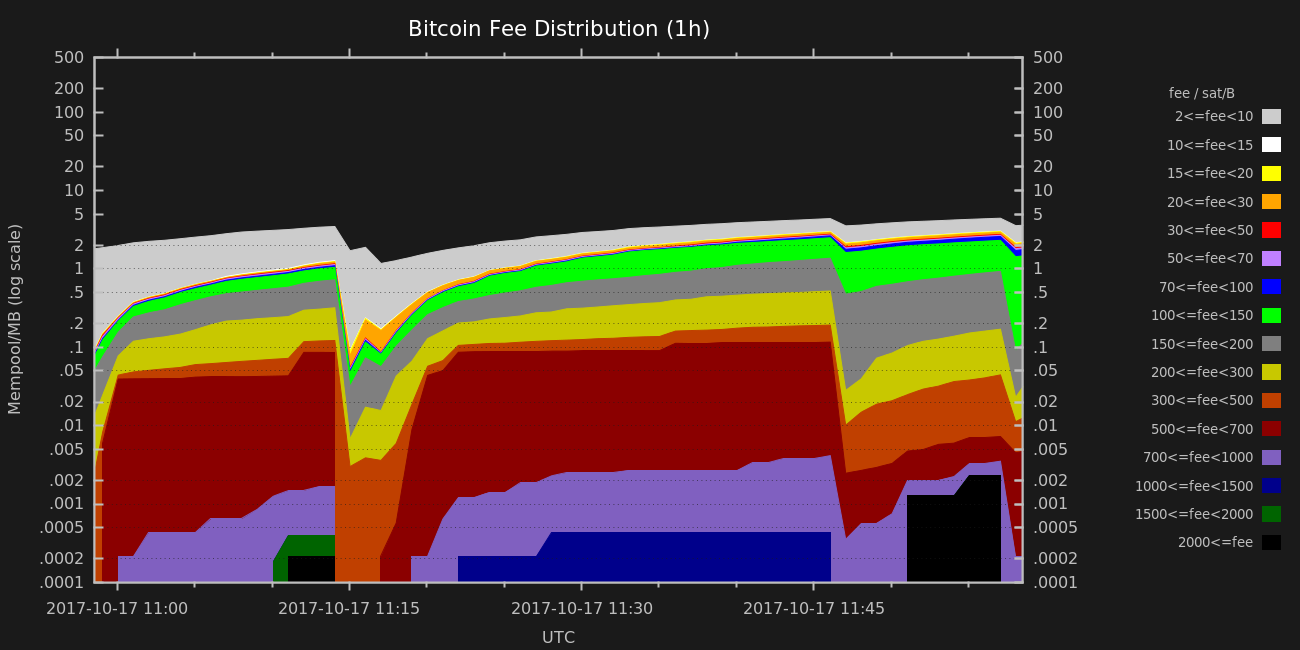 Bitcoin Fee Distribution (1h)
Mempool/MB (log scale)
500
200
100
50
20
10
5
2
1
.5
.2
.1
.05
.02
.01
.005
.002
.001
.0005
.0002
.0001
500
200
100
50
20
10
5
2
1
.5
.2
.1
.05
.02
.01
.005
.002
.001
.0005
.0002
.0001
2017-10-17 11:00
2017-10-17 11:15
2017-10-17 11:30
2017-10-17 11:45
UTC
fee / sat/B
2<=fee<10
10<=fee<15
15<=fee<20
20<=fee<30
30<=fee<50
50<=fee<70
70<=fee<100
100<=fee<150
150<=fee<200
200<=fee<300
300<=fee<500
500<=fee<700
700<=fee<1000
1000<=fee<1500
1500<=fee<2000
2000<=fee